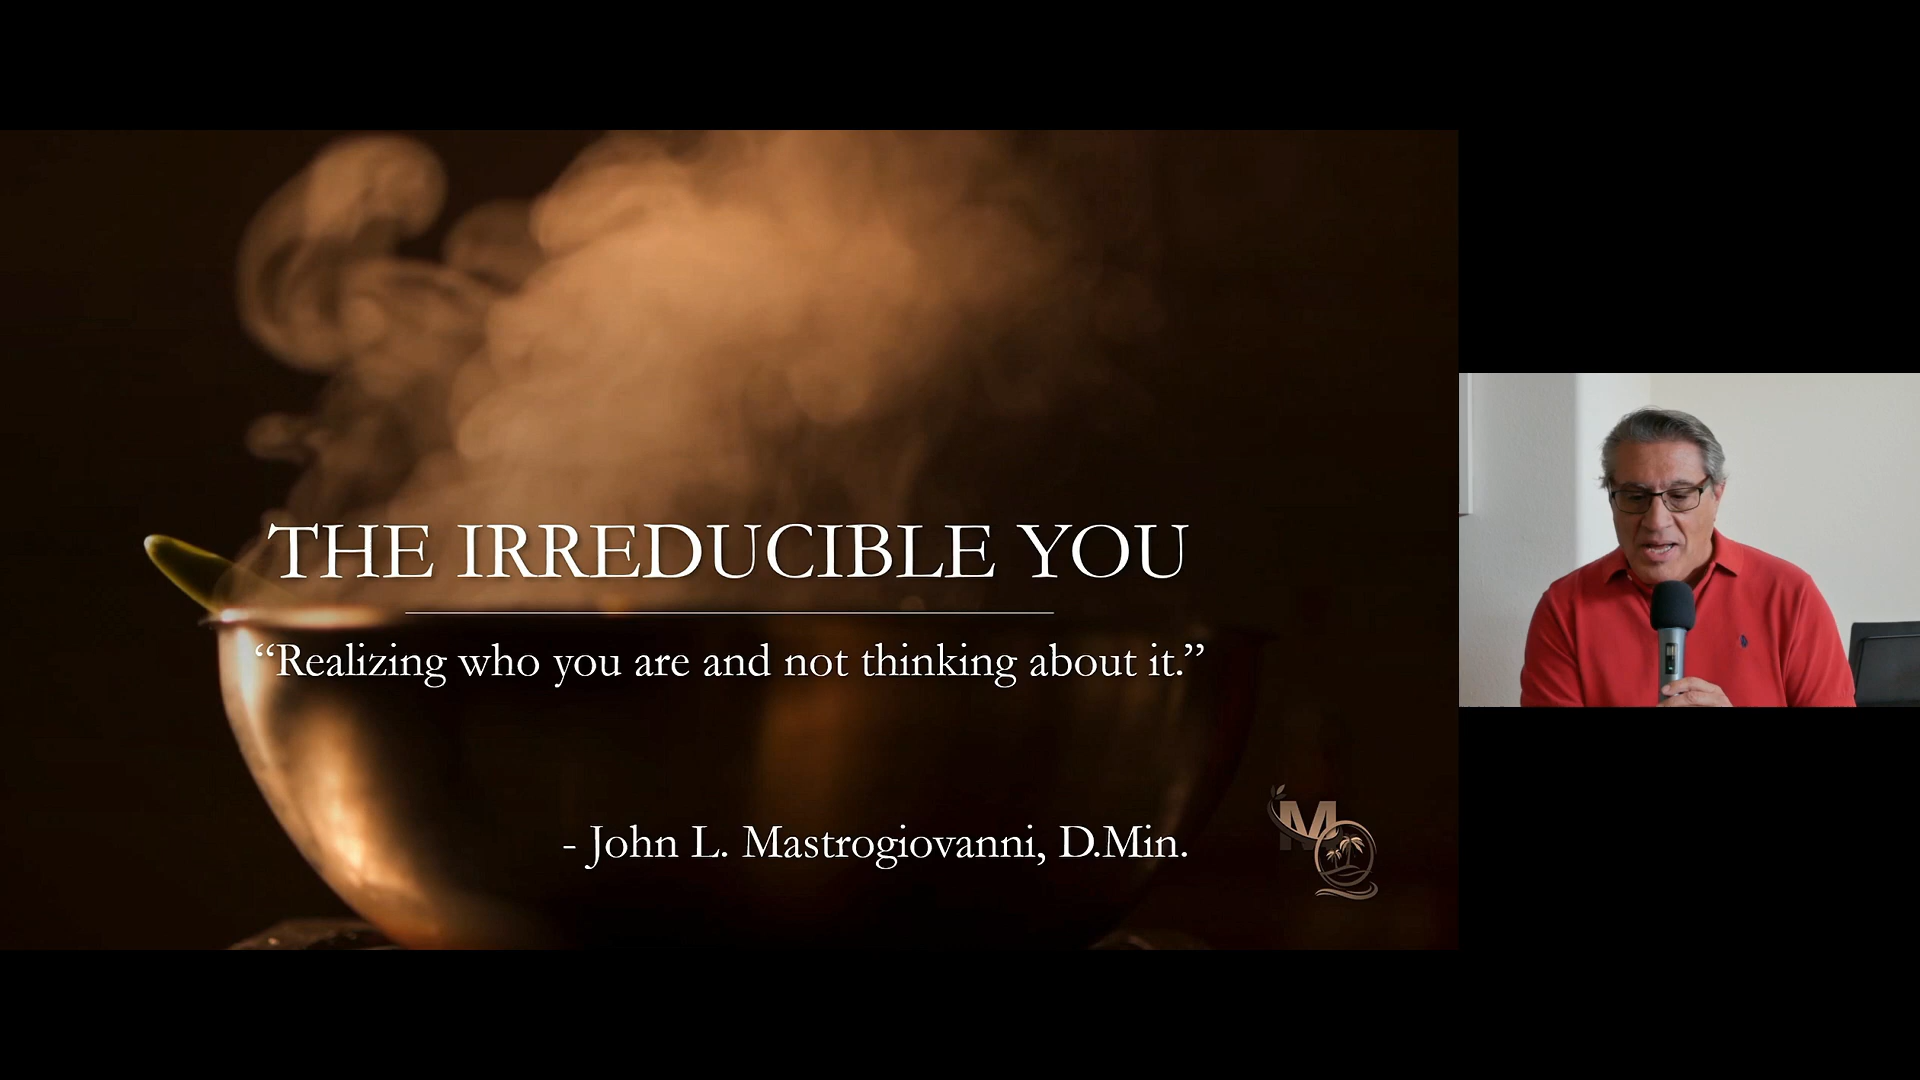 THE IRREDUCIBLE YOU
“Realizing who you are and not thinking about it.”
- John L. Mastrogiovanni, D.Min.
M